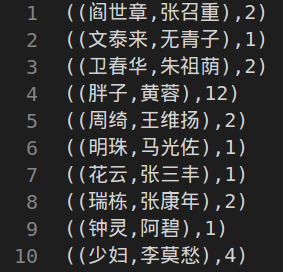 1 ((阎世章,张召重),2)
2 ((文泰来,无青子),1)
3 ((卫春华,朱祖荫),2)
4 ((胖子,黄蓉),12)
5 ((周绮,王维扬),2)
6 ((明珠,马光佐),1)
7 ((花云,张三丰),1)
8 ((瑞栋,张康年),2)
9 ((钟灵,阿碧),1)
10 ((少妇,李莫愁),4)